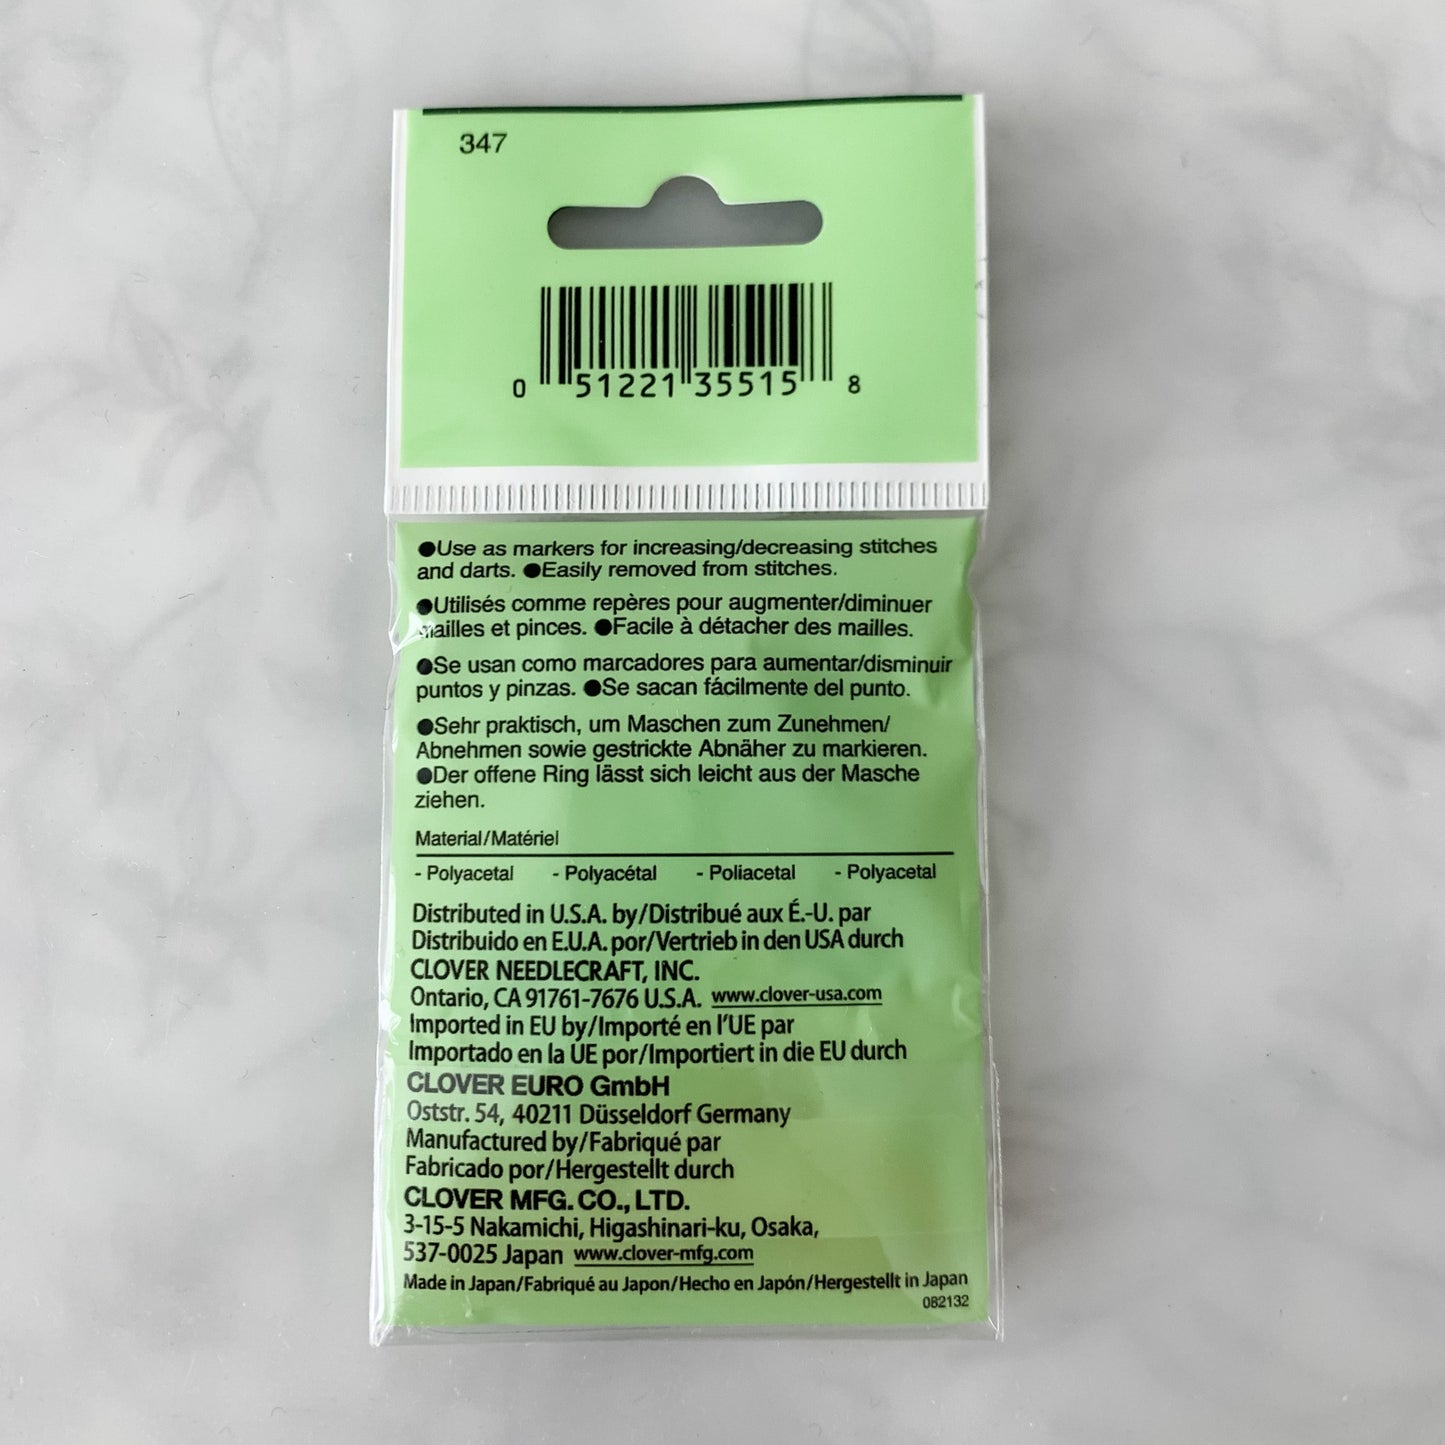 347
0 51221 35515 8
●Use as markers for increasing/decreasing stitches
and darts. ●Easily removed from stitches.
●Utilisés comme repères pour augmenter/diminuer
mailles et pinces. ●Facile à détacher des mailles.
●Se usan como marcadores para aumentar/disminuir
puntos y pinzas. ●Se sacan fácilmente del punto.
●Sehr praktisch, um Maschen zum Zunehmen/
Abnehmen sowie gestrickte Abnäher zu markieren.
●Der offene Ring lässt sich leicht aus der Masche
ziehen.
Material/Matériel
- Polyacetal - Polyacétal - Poliacetal - Polyacetal
Distributed in U.S.A. by/Distribué aux É.-U. par
Distribuido en E.U.A. por/Vertrieb in den USA durch
CLOVER NEEDLECRAFT, INC.
Ontario, CA 91761-7676 U.S.A. www.clover-usa.com
Imported in EU by/Importé en l'UE par
Importado en la UE por/Importiert in die EU durch
CLOVER EURO GmbH
Oststr. 54, 40211 Düsseldorf Germany
Manufactured by/Fabriqué par
Fabricado por/Hergestellt durch
CLOVER MFG. CO., LTD.
3-15-5 Nakamichi, Higashinari-ku, Osaka,
537-0025 Japan www.clover-mfg.com
Made in Japan/Fabriqué au Japon/Hecho en Japón/Hergestellt in Japan
082132